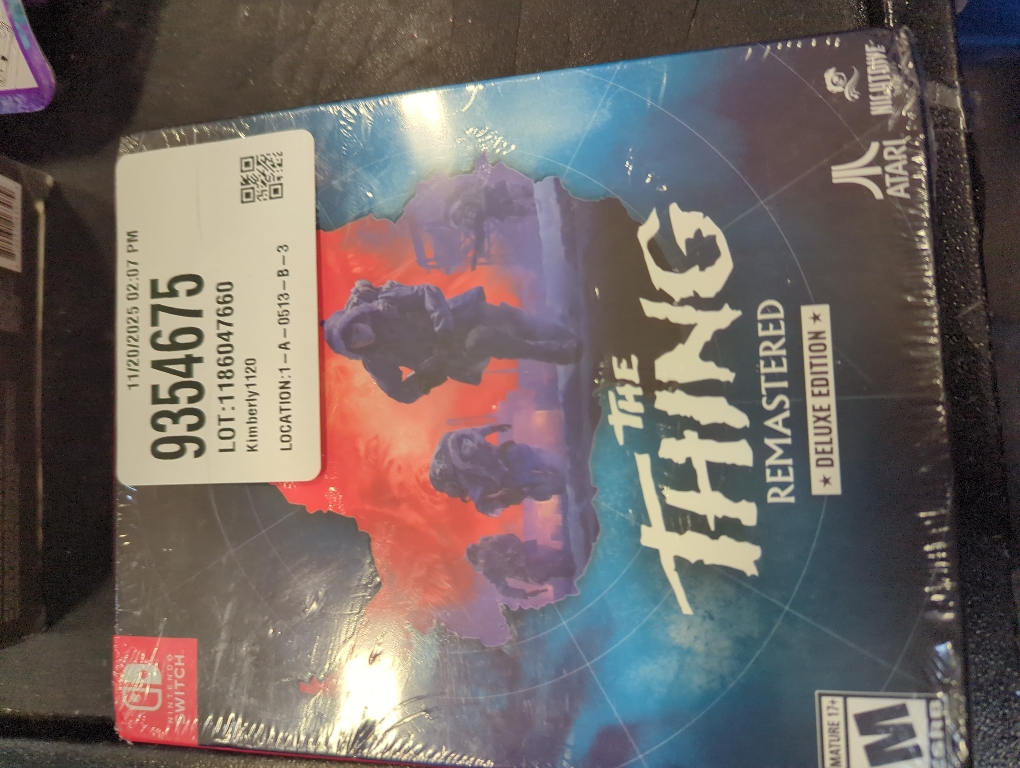 11/20/2025 02:07 PM
9354675
LOT:1186047660
Kimberly1120
LOCATION:1-A-0513-B-3
NINTENDO
SWITCH
THE
THING
REMASTERED
★ DELUXE EDITION ★
MATURE 17+
M
ESRB
ATARI
NIGHTDIVE